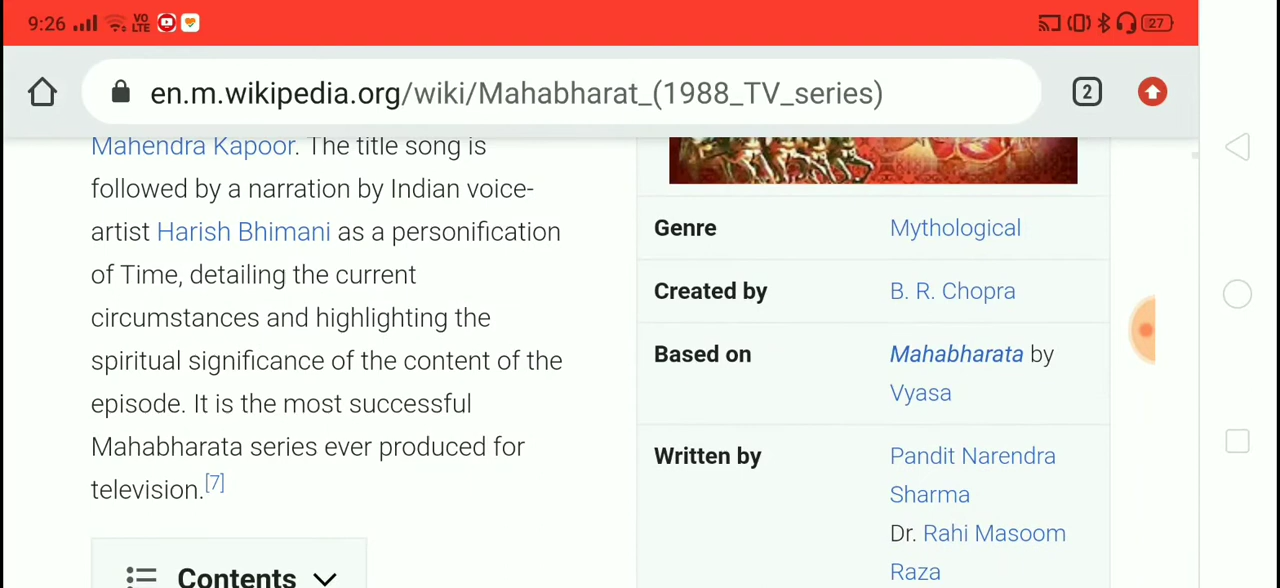 9:26 VO LTE 27
en.m.wikipedia.org/wiki/Mahabharat_(1988_TV_series) 2
Mahendra Kapoor. The title song is
followed by a narration by Indian voice-
artist Harish Bhimani as a personification
of Time, detailing the current
circumstances and highlighting the
spiritual significance of the content of the
episode. It is the most successful
Mahabharata series ever produced for
television.[7]
Contents
Genre Mythological
Created by B. R. Chopra
Based on Mahabharata by
Vyasa
Written by Pandit Narendra
Sharma
Dr. Rahi Masoom
Raza